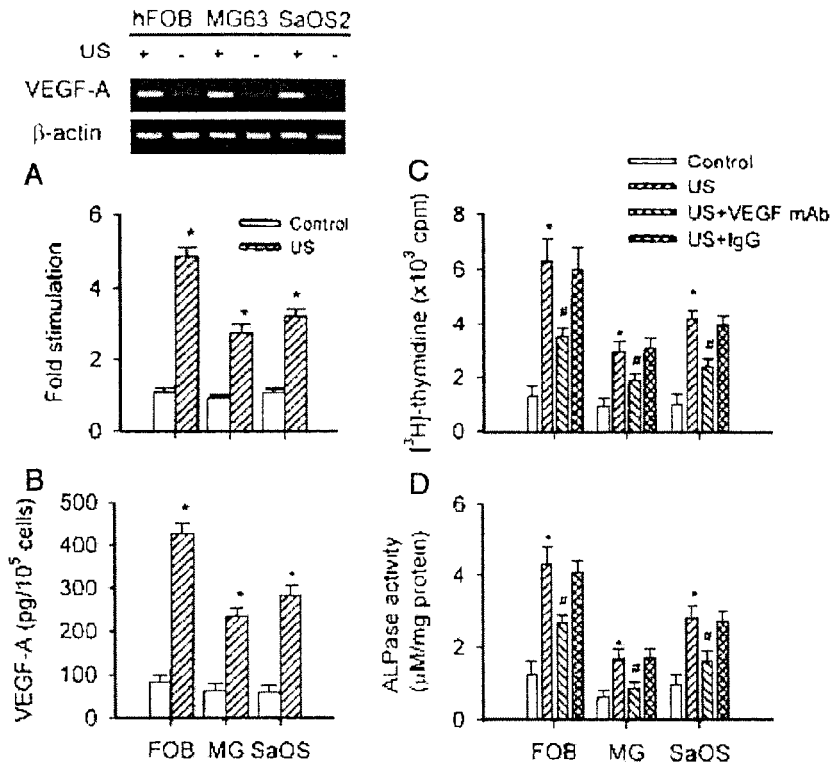 hFOB MG63 SaOS2
US + - + - + -
VEGF-A
β-actin
A
Fold stimulation
6
4
2
0
*
*
*
Control
US
B
VEGF-A (pg/10⁵ cells)
500
400
300
200
100
0
*
*
*
FOB MG SaOS
C
Control
US
US+VEGF mAb
US+IgG
[³H]-thymidine (x10³ cpm)
8
6
4
2
0
*
#
*
#
*
#
D
ALPase activity
(µM/mg protein)
6
4
2
0
*
#
*
#
*
#
FOB MG SaOS